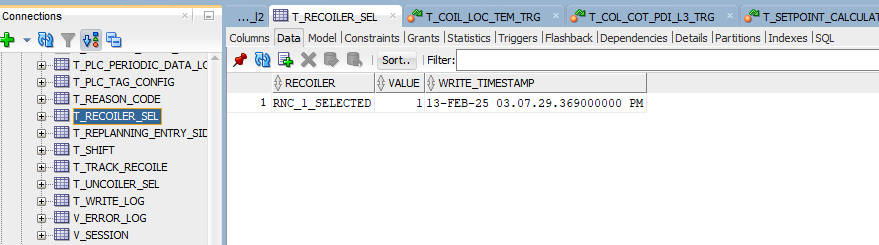 Connections
T_PLC_PERIODIC_DATA_LO
T_PLC_TAG_CONFIG
T_REASON_CODE
T_RECOILER_SEL
T_REPLANNING_ENTRY_SID
T_SHIFT
T_TRACK_RECOILE
T_UNCOILER_SEL
T_WRITE_LOG
V_ERROR_LOG
V_SESSION
..._l2 T_RECOILER_SEL T_COIL_LOC_TEM_TRG T_COL_COT_PDI_L3_TRG T_SETPOINT_CALCULAT
Columns Data Model Constraints Grants Statistics Triggers Flashback Dependencies Details Partitions Indexes SQL
Sort.. Filter:
RECOILER VALUE WRITE_TIMESTAMP
1 RNC_1_SELECTED 1 13-FEB-25 03.07.29.369000000 PM